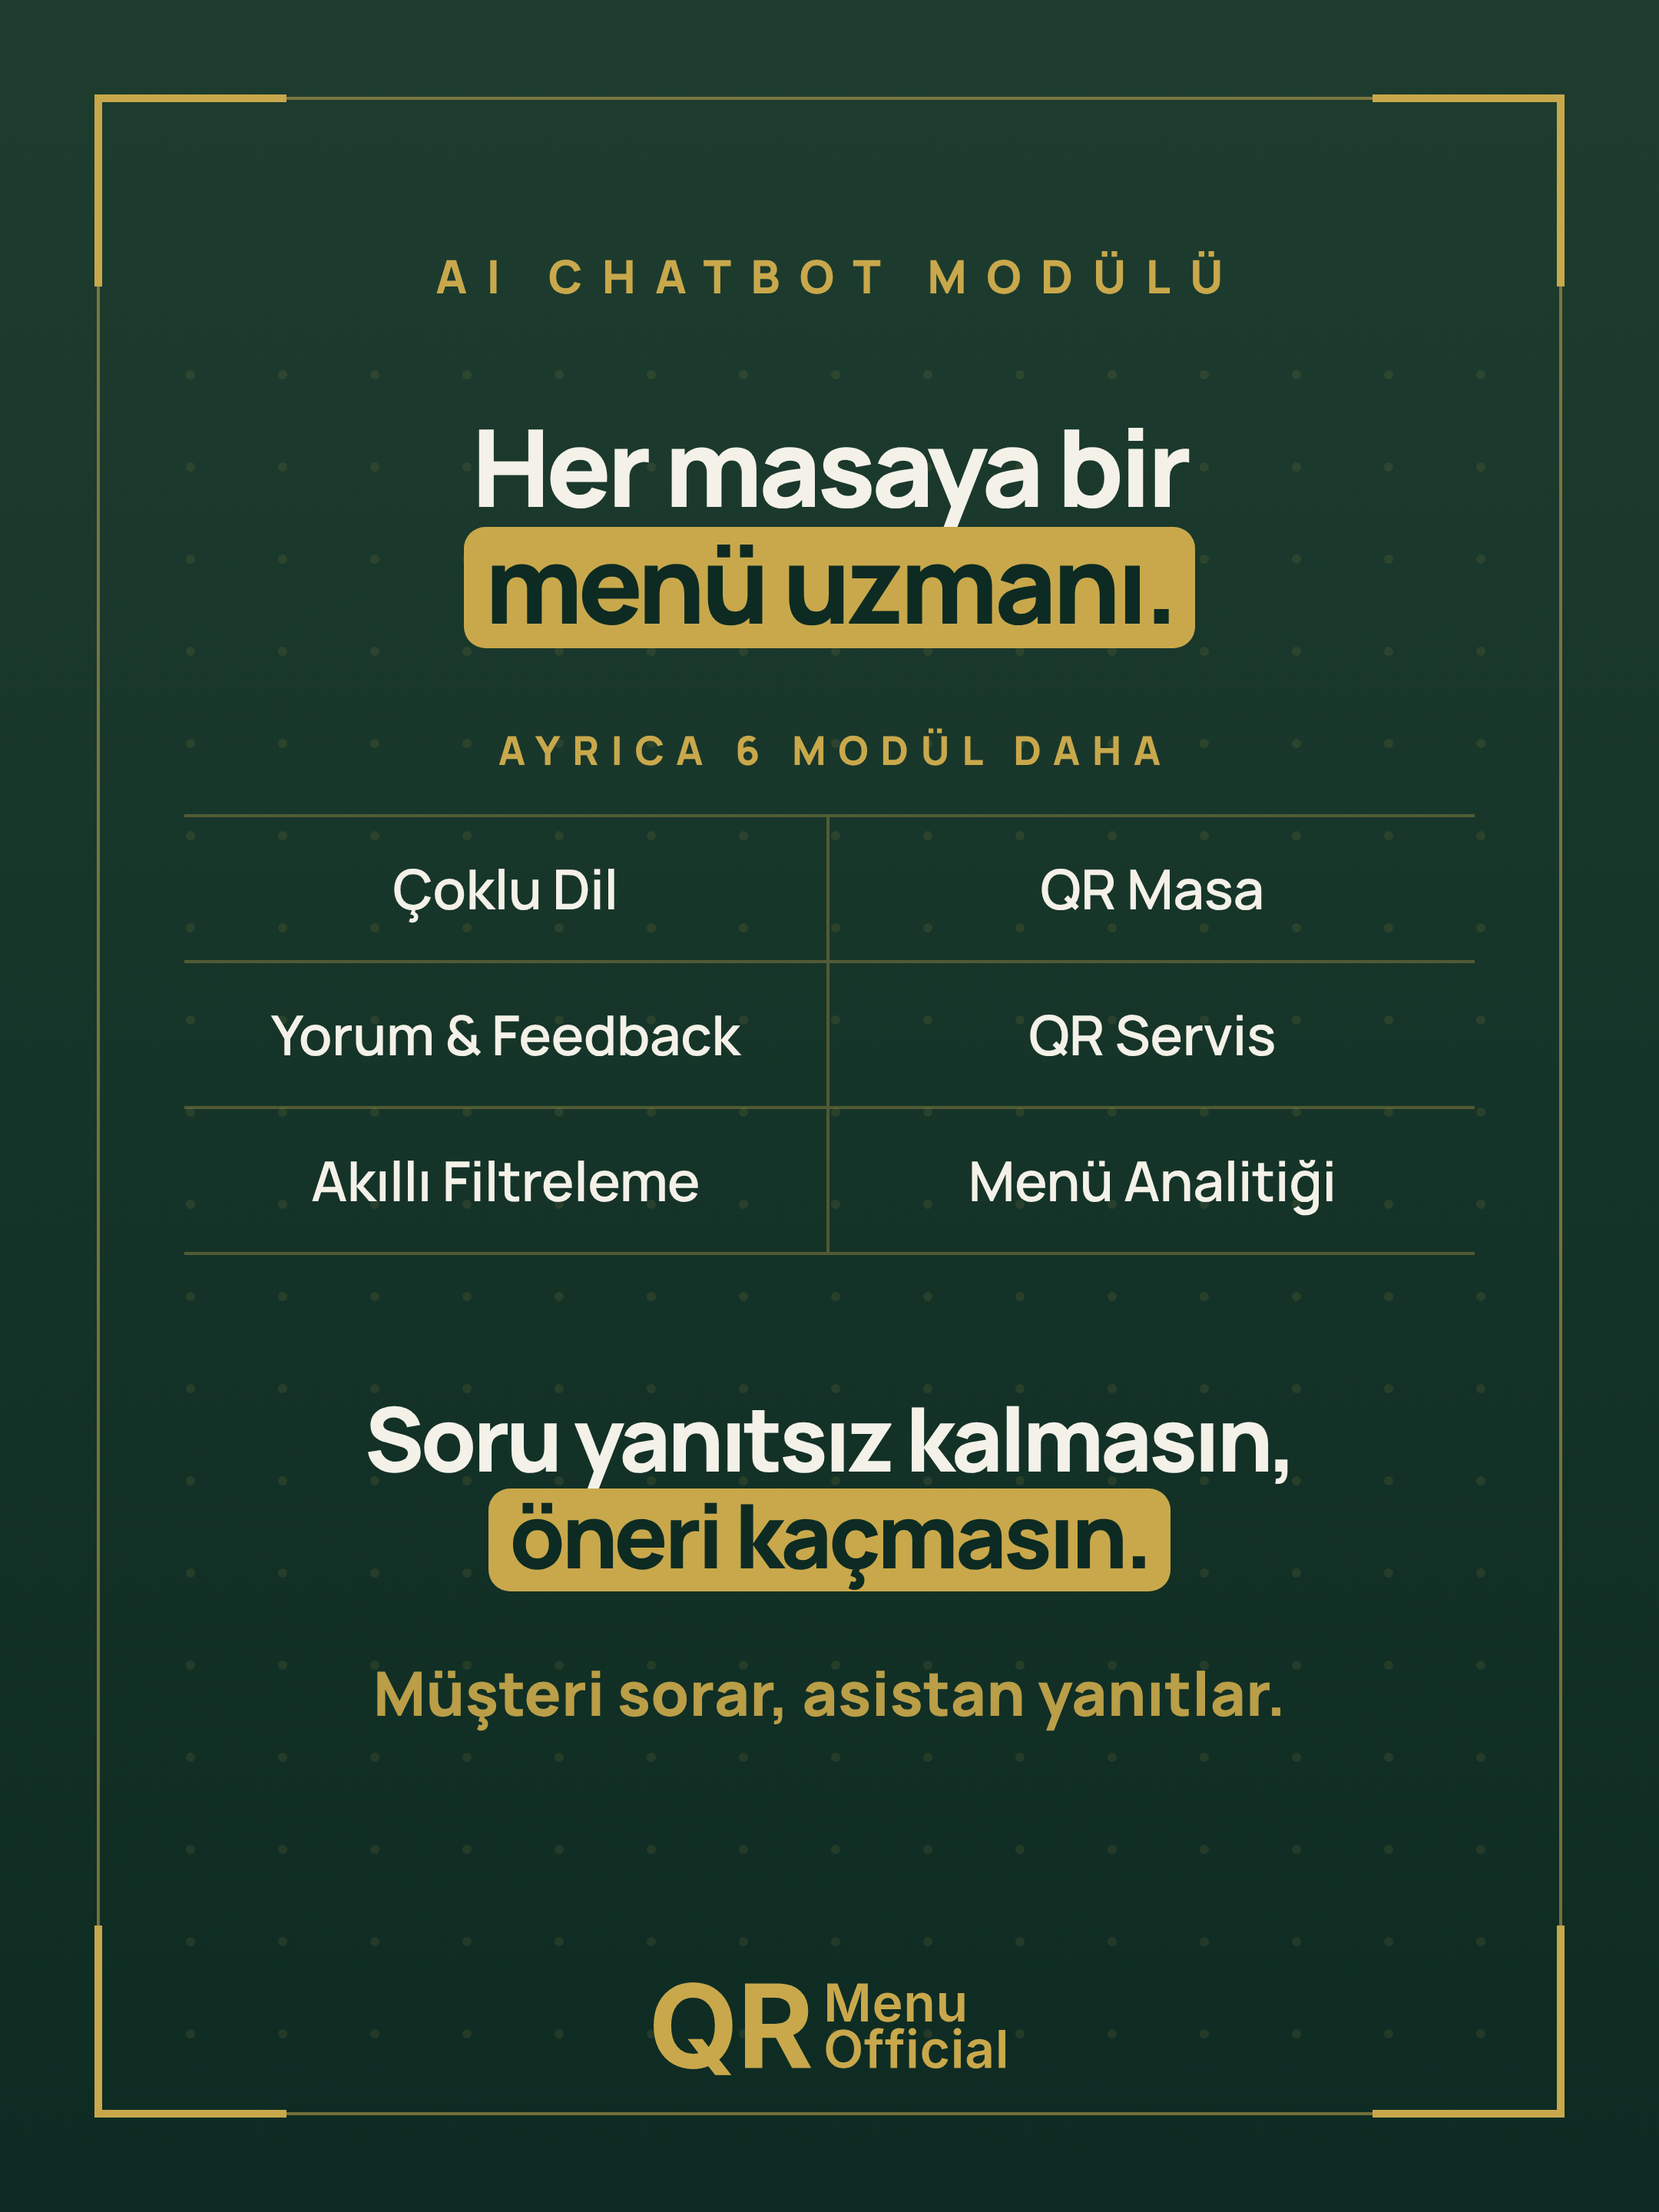 AI CHATBOT MODÜLÜ
Her masaya bir
menü uzmanı.
AYRICA 6 MODÜL DAHA
Çoklu Dil
QR Masa
Yorum & Feedback
QR Servis
Akıllı Filtreleme
Menü Analitiği
Soru yanıtsız kalmasın,
öneri kaçmasın.
Müşteri sorar, asistan yanıtlar.
QR Menu
Official